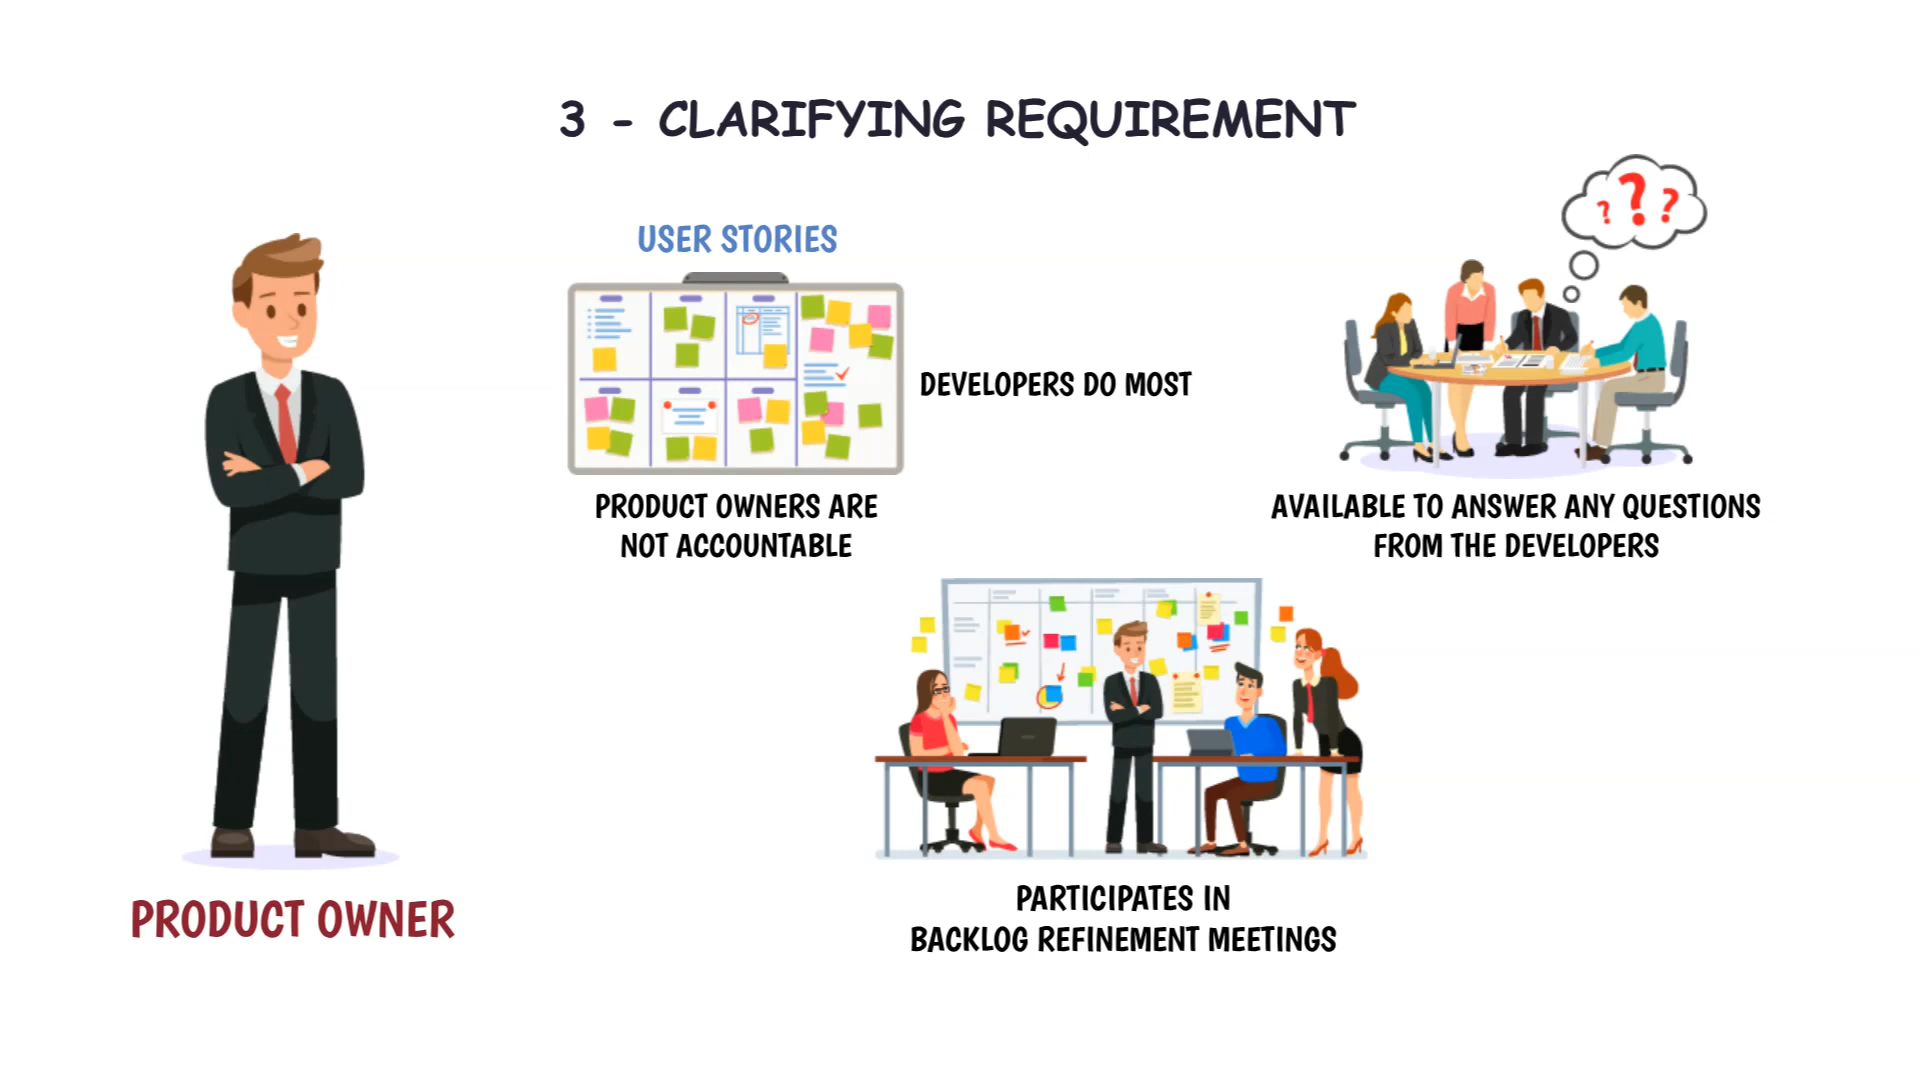 3 - CLARIFYING REQUIREMENT
USER STORIES
DEVELOPERS DO MOST
PRODUCT OWNERS ARE
NOT ACCOUNTABLE
? ? ?
AVAILABLE TO ANSWER ANY QUESTIONS
FROM THE DEVELOPERS
PARTICIPATES IN
BACKLOG REFINEMENT MEETINGS
PRODUCT OWNER